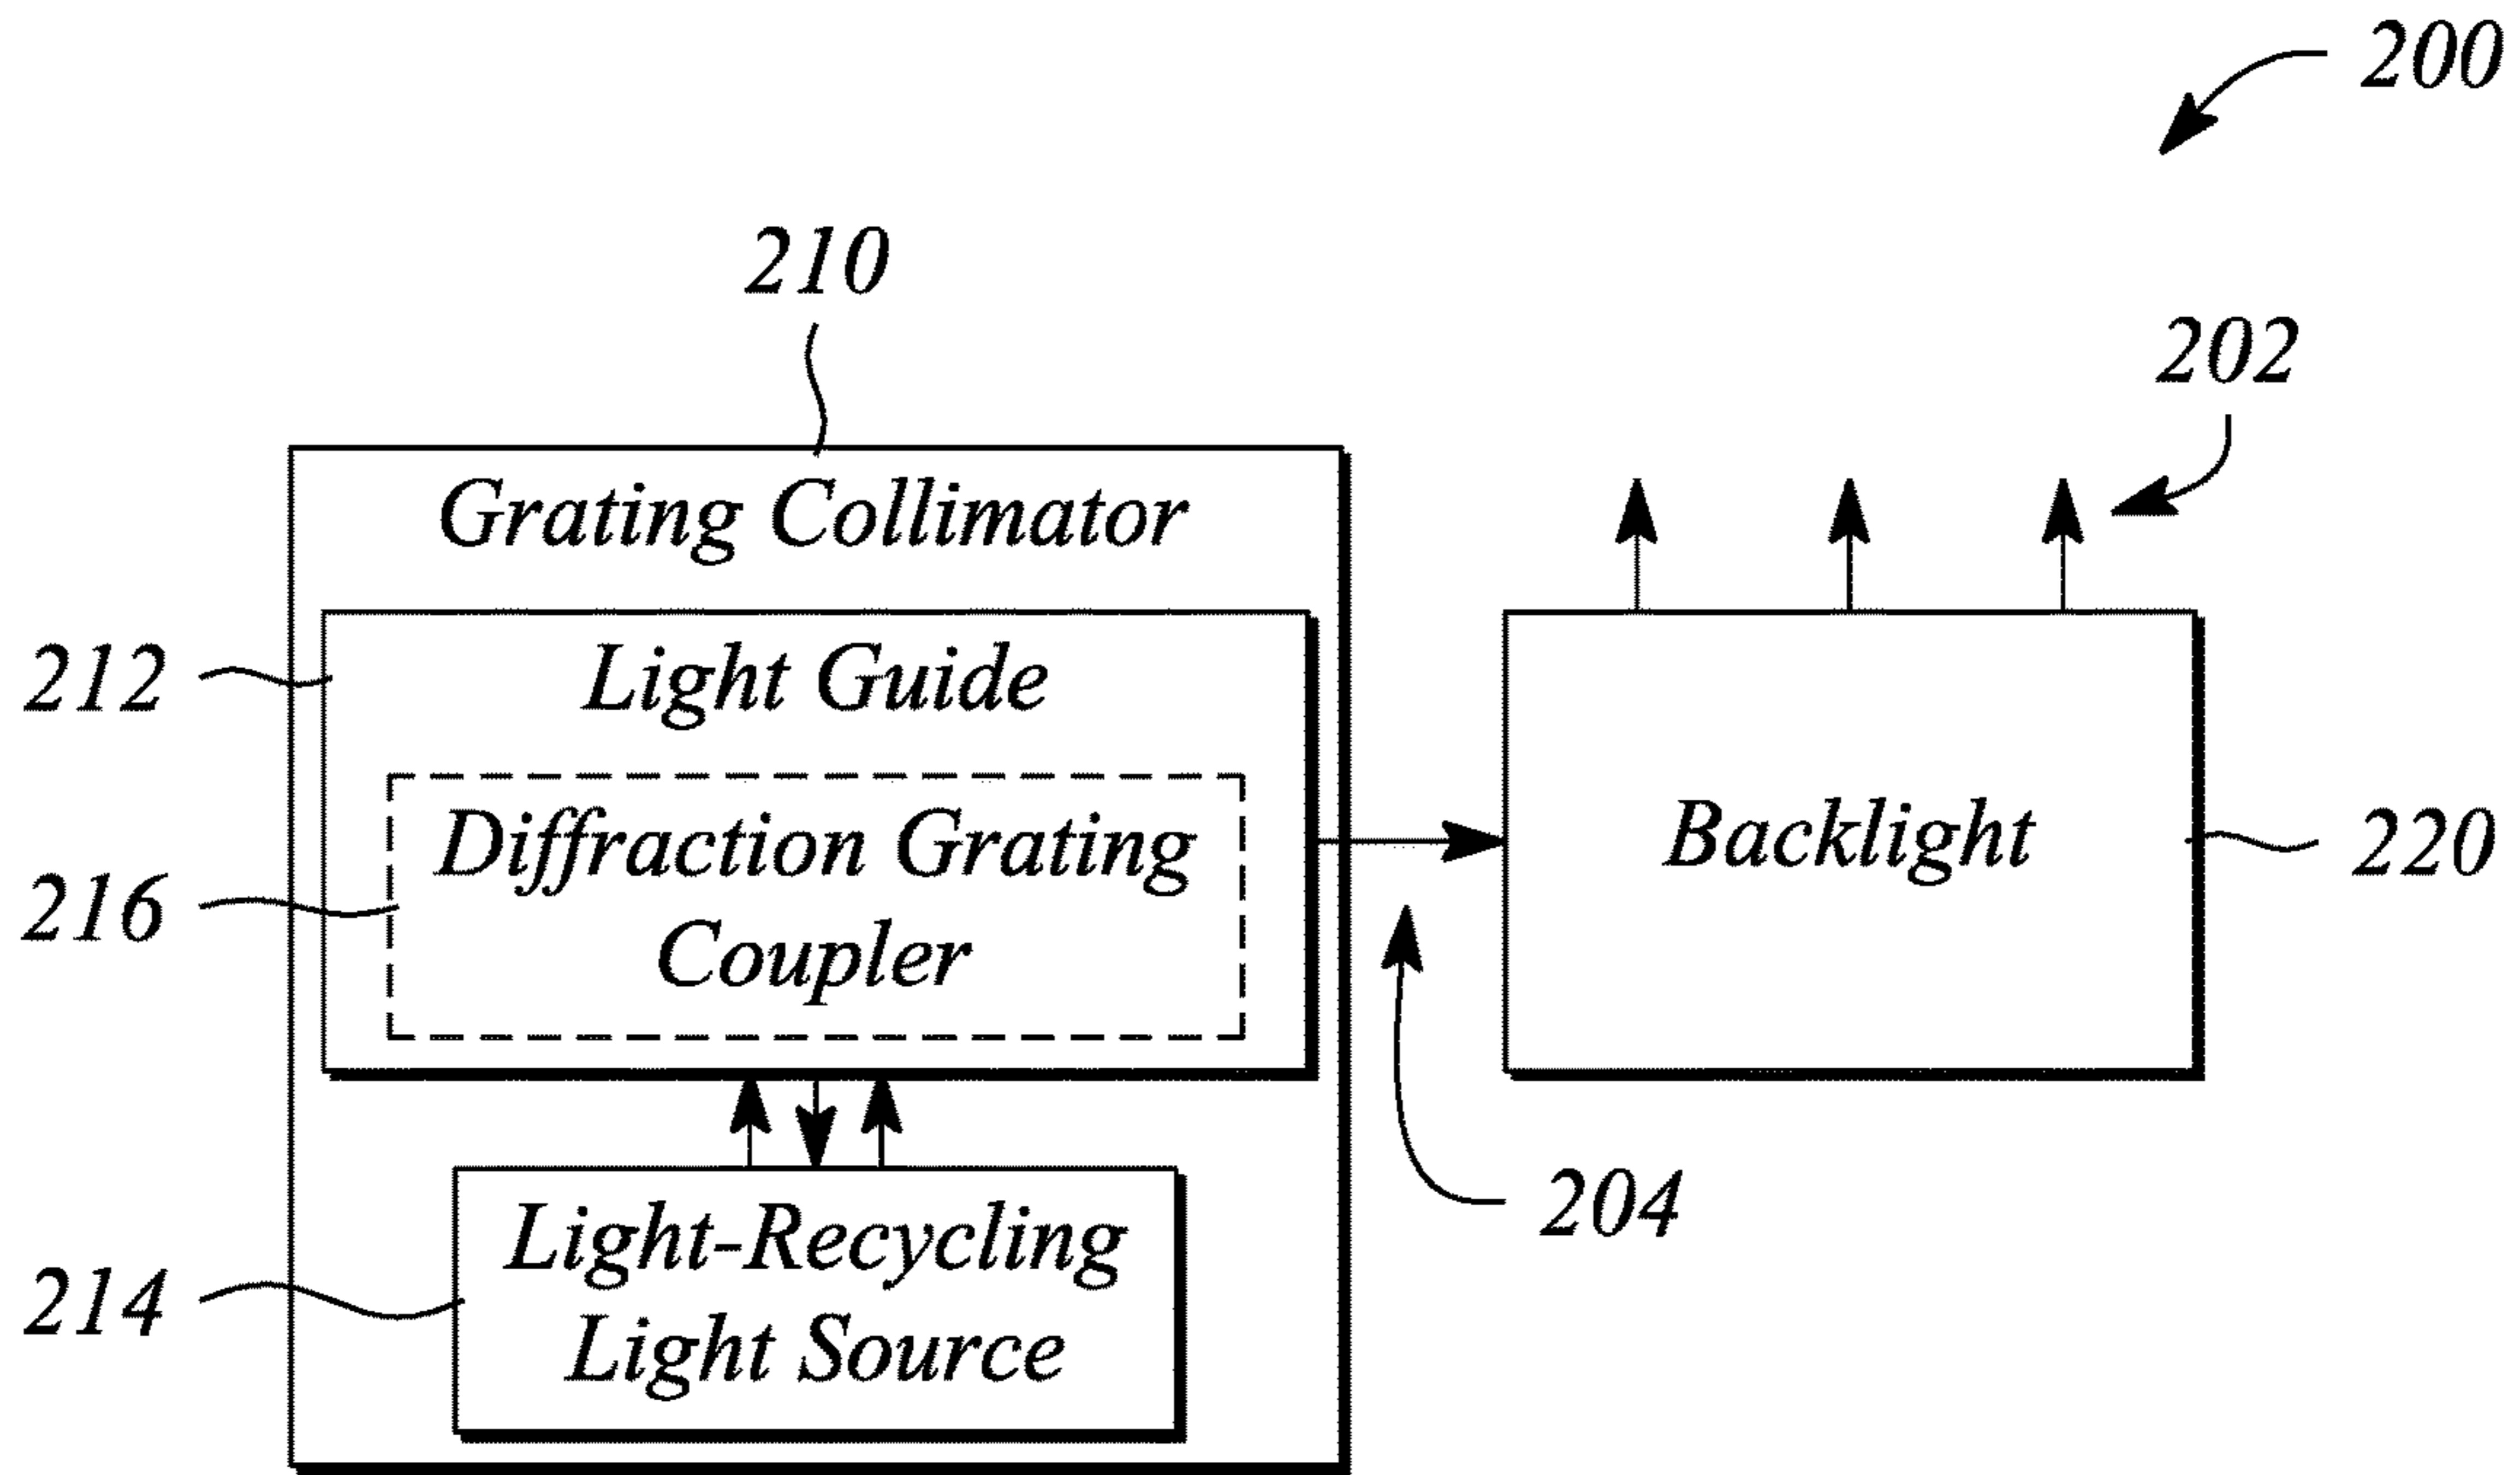 200
210
202
Grating Collimator
212
Light Guide
Diffraction Grating
Coupler
216
Backlight
220
204
Light-Recycling
Light Source
214